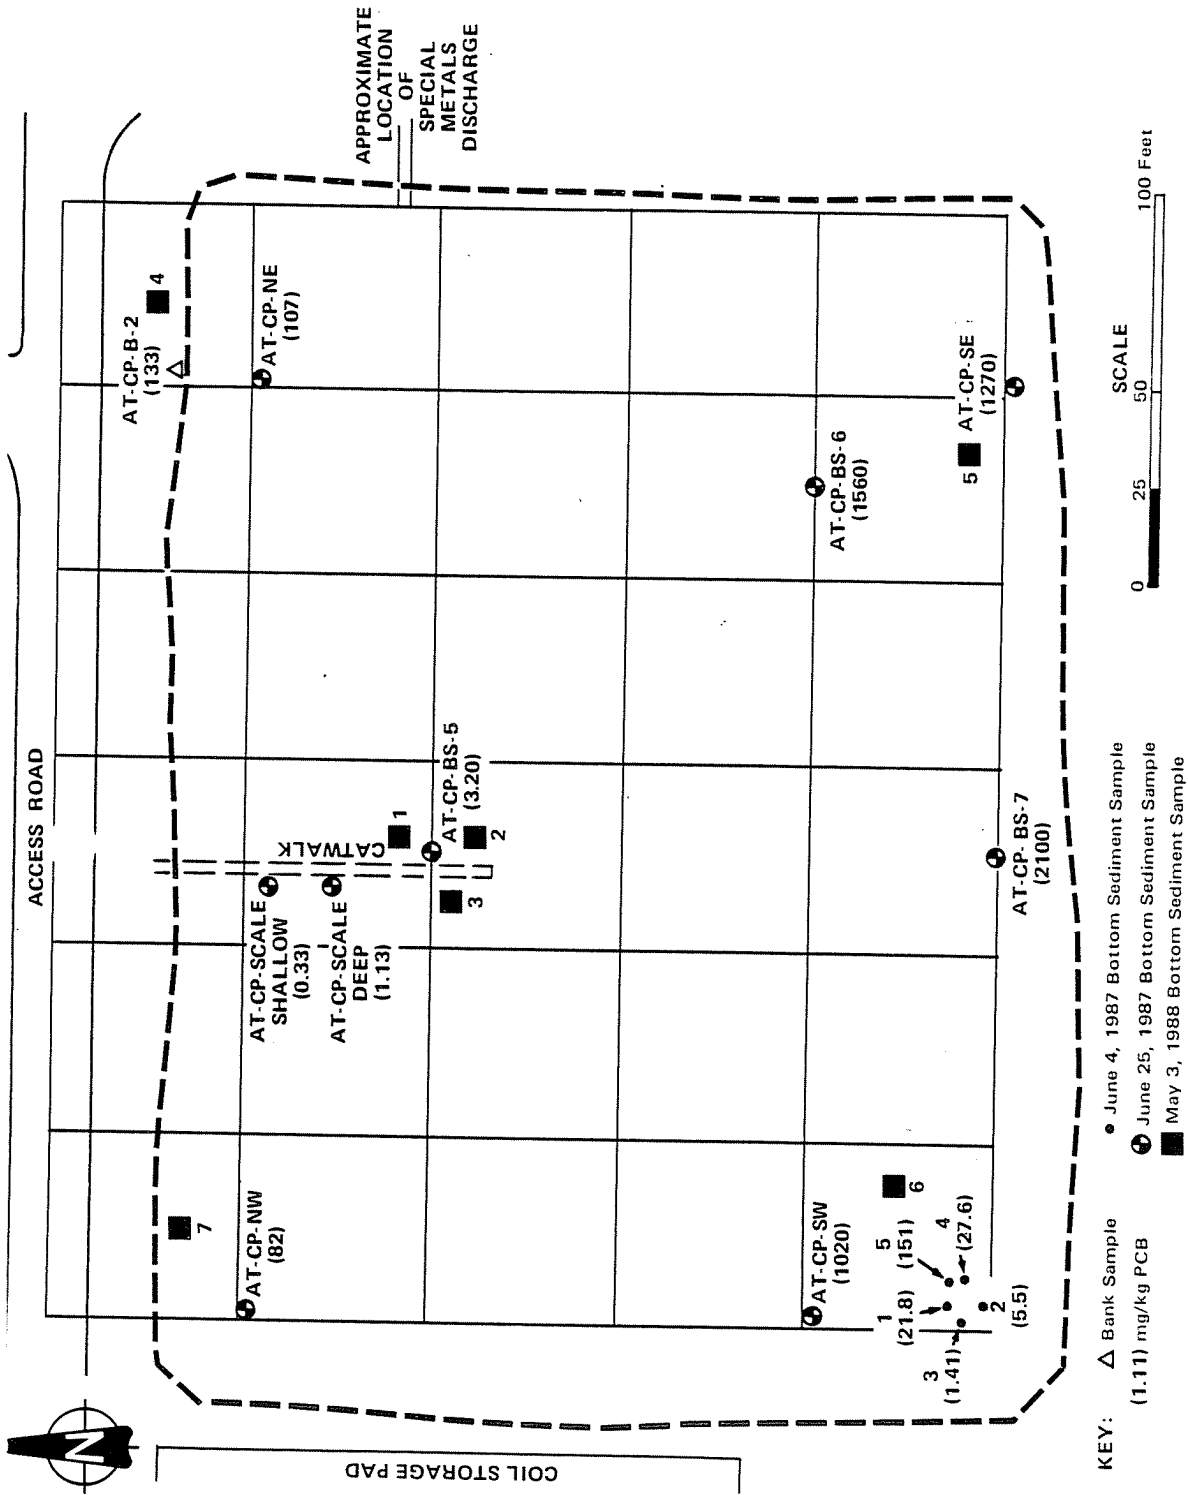 N
ACCESS ROAD
COIL STORAGE PAD
APPROXIMATE
LOCATION
OF
SPECIAL
METALS
DISCHARGE
7
AT-CP-NW
(82)
AT-CP-SCALE
SHALLOW
(0.33)
AT-CP-SCALE
DEEP
(1.13)
CATWALK
1
AT-CP-BS-5
(3.20)
2
3
AT-CP-B-2
(133)
4
AT-CP-NE
(107)
AT-CP-SW
(1020)
6
1
(21.8)
5
(151)
4
(27.6)
3
(1.41)
2
(5.5)
AT-CP-BS-7
(2100)
AT-CP-BS-6
(1560)
5
AT-CP-SE
(1270)
KEY:
Bank Sample
(1.11) mg/kg PCB
June 4, 1987 Bottom Sediment Sample
June 25, 1987 Bottom Sediment Sample
May 3, 1988 Bottom Sediment Sample
SCALE
0 25 50 100 Feet